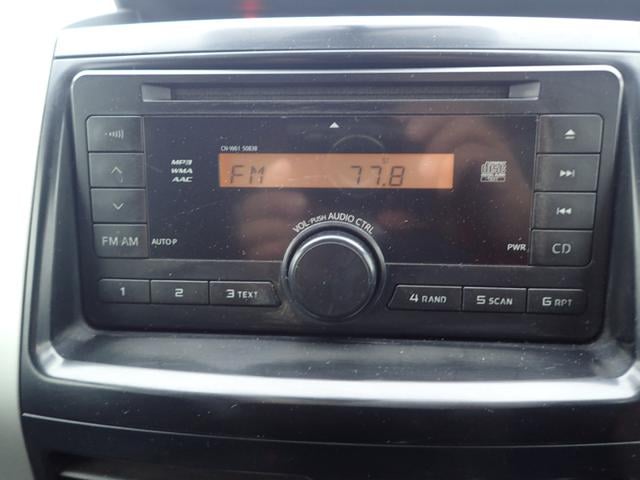 CN-W61 50838
MP3
WMA
AAC
FM ST 77.8
VOL·PUSH AUDIO CTRL
FM AM
AUTO·P
PWR
CD
1
2
3 TEXT
4 RAND
5 SCAN
6 RPT